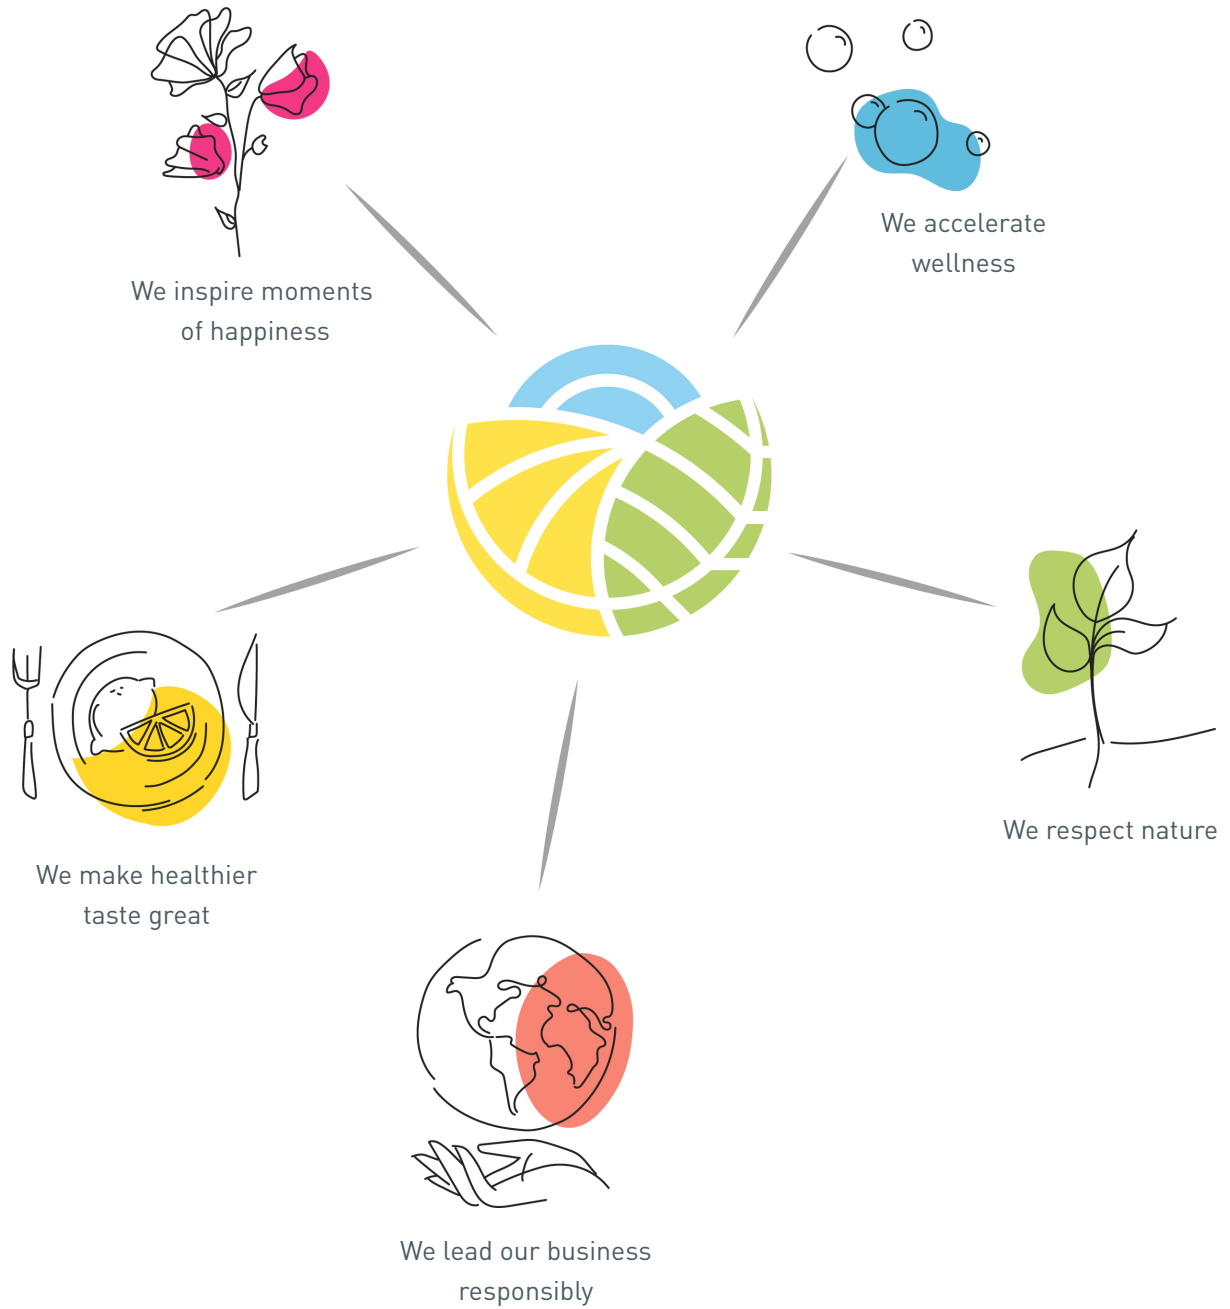 We accelerate
wellness
We inspire moments
of happiness
We respect nature
We make healthier
taste great
We lead our business
responsibly